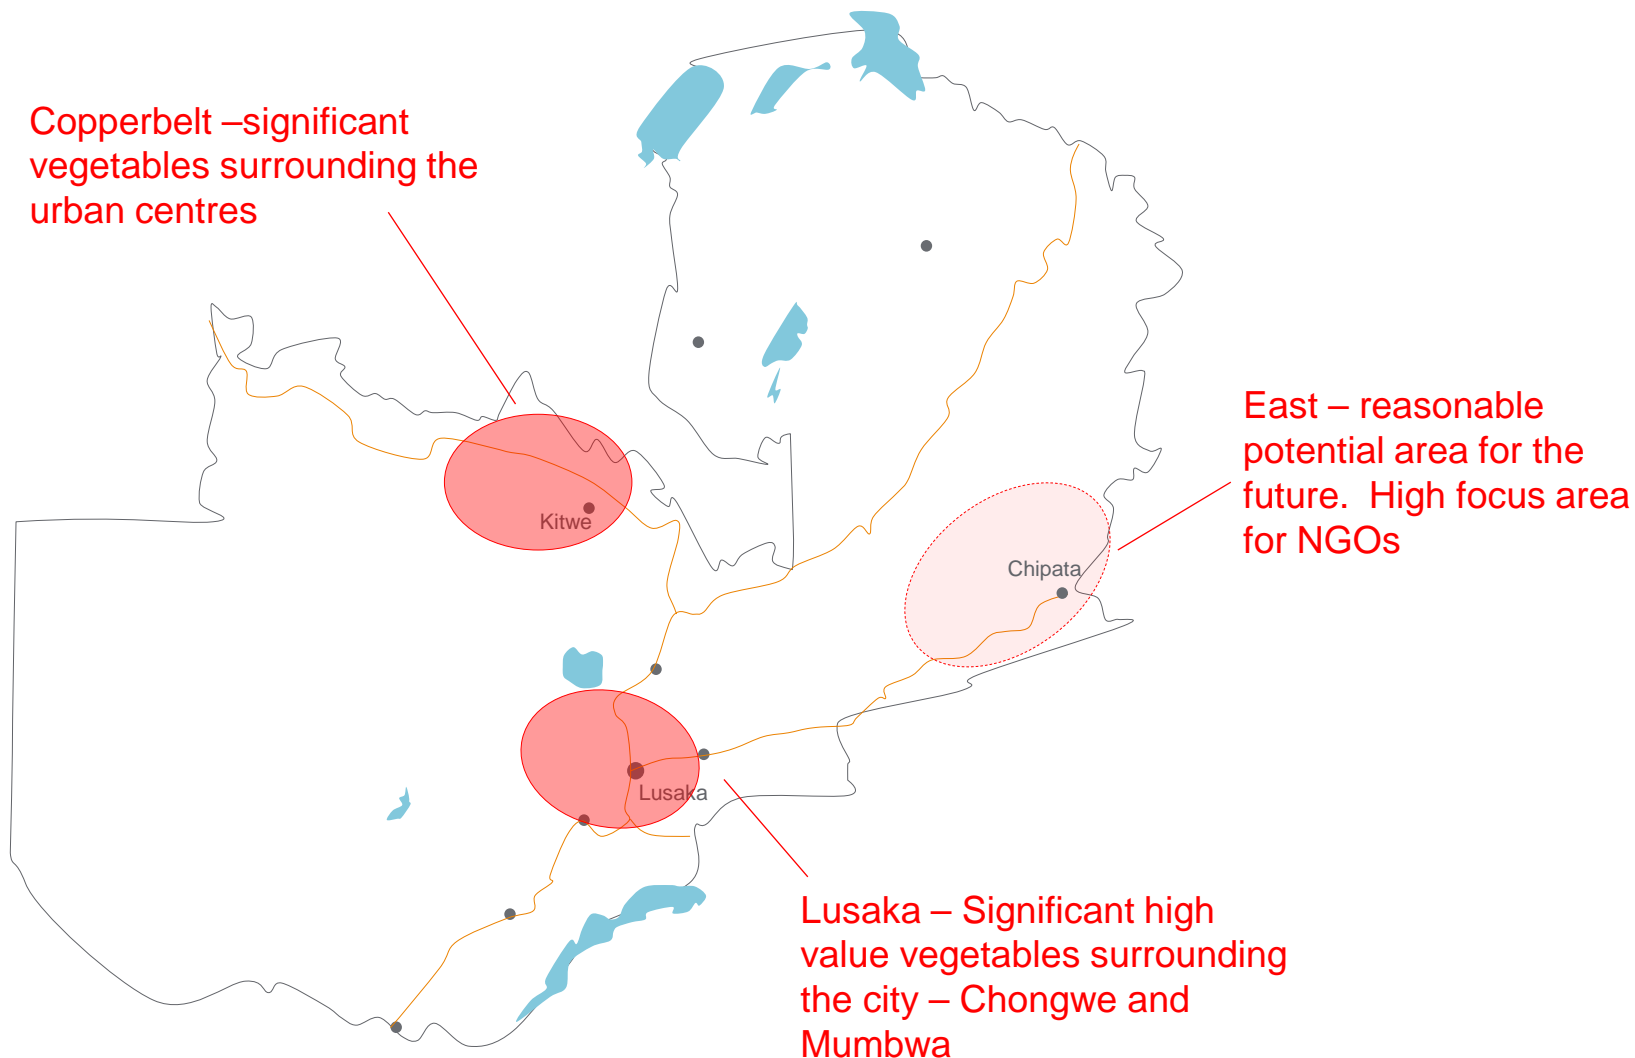 Copperbelt –significant
vegetables surrounding the
urban centres
East – reasonable
potential area for the
future.  High focus area
for NGOs
Kitwe
Chipata
Lusaka
Lusaka – Significant high
value vegetables surrounding
the city – Chongwe and
Mumbwa